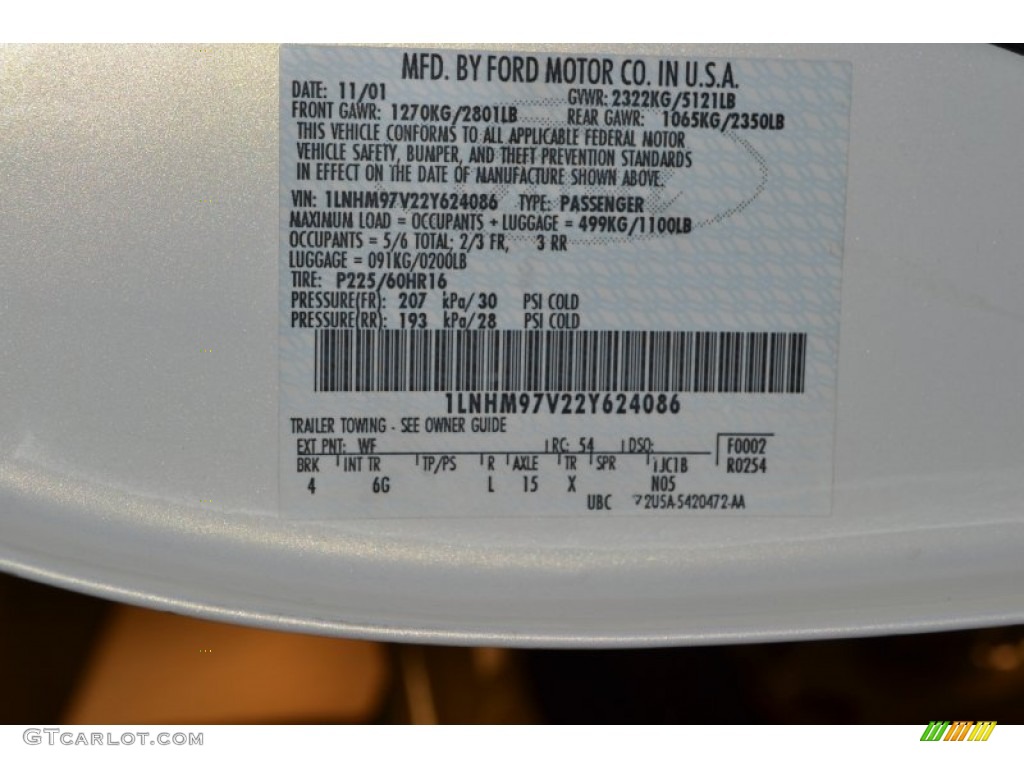 MFD. BY FORD MOTOR CO. IN U.S.A.
DATE: 11/01 GVWR: 2322KG/5121LB
FRONT GAWR: 1270KG/2801LB REAR GAWR: 1065KG/2350LB
THIS VEHICLE CONFORMS TO ALL APPLICABLE FEDERAL MOTOR
VEHICLE SAFETY, BUMPER, AND THEFT PREVENTION STANDARDS
IN EFFECT ON THE DATE OF MANUFACTURE SHOWN ABOVE.
VIN: 1LNHM97V22Y624086 TYPE: PASSENGER
MAXIMUM LOAD = OCCUPANTS + LUGGAGE = 499KG/1100LB
OCCUPANTS = 5/6 TOTAL: 2/3 FR, 3 RR
LUGGAGE = 091KG/0200LB
TIRE: P225/60HR16
PRESSURE(FR): 207 kPa/30 PSI COLD
PRESSURE(RR): 193 kPa/28 PSI COLD
1LNHM97V22Y624086
TRAILER TOWING - SEE OWNER GUIDE
EXT PNT: WF RC: 54 DSO: F0002
BRK INT TR TP/PS R AXLE TR SPR IJC1B R0254
4 6G L 15 X N05
UBC 2U5A-5420472-AA
GTCARLOT.COM